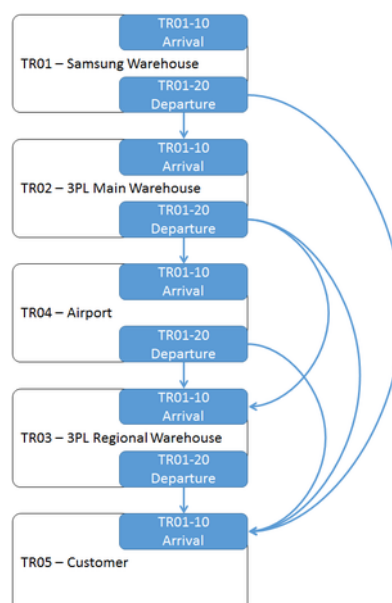 TR01-10
Arrival
TR01 – Samsung Warehouse
TR01-20
Departure
TR01-10
Arrival
TR02 – 3PL Main Warehouse
TR01-20
Departure
TR01-10
Arrival
TR04 – Airport
TR01-20
Departure
TR01-10
Arrival
TR03 – 3PL Regional Warehouse
TR01-20
Departure
TR01-10
Arrival
TR05 – Customer